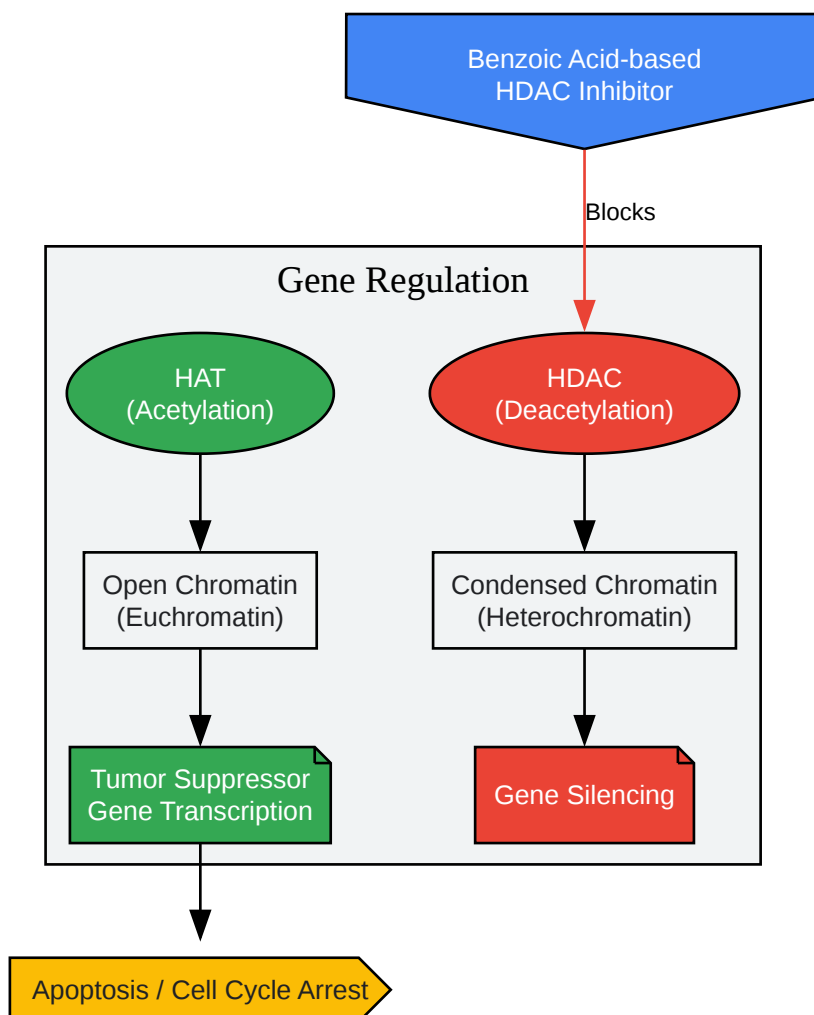 Benzoic Acid-based
HDAC Inhibitor
Blocks
Gene Regulation
HAT
(Acetylation)
HDAC
(Deacetylation)
Open Chromatin
(Euchromatin)
Condensed Chromatin
(Heterochromatin)
Tumor Suppressor
Gene Transcription
Gene Silencing
Apoptosis / Cell Cycle Arrest